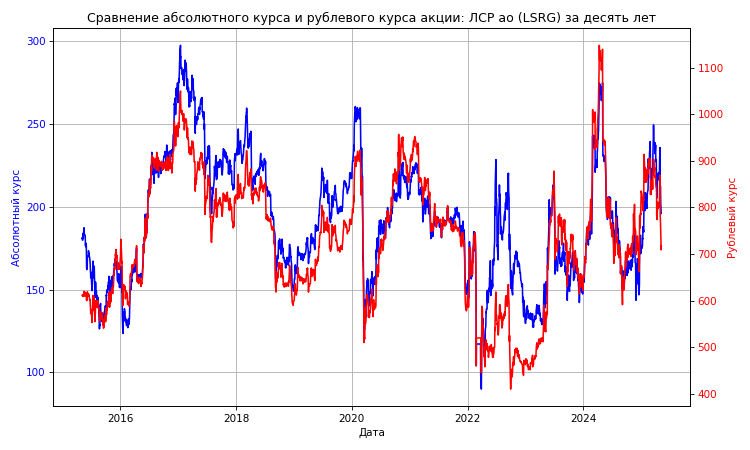 Сравнение абсолютного курса и рублевого курса акции: ЛСР ао (LSRG) за десять лет
300
250
200
150
100
Абсолютный курс
1100
1000
900
800
700
600
500
400
Рублевый курс
2016 2018 2020 2022 2024
Дата